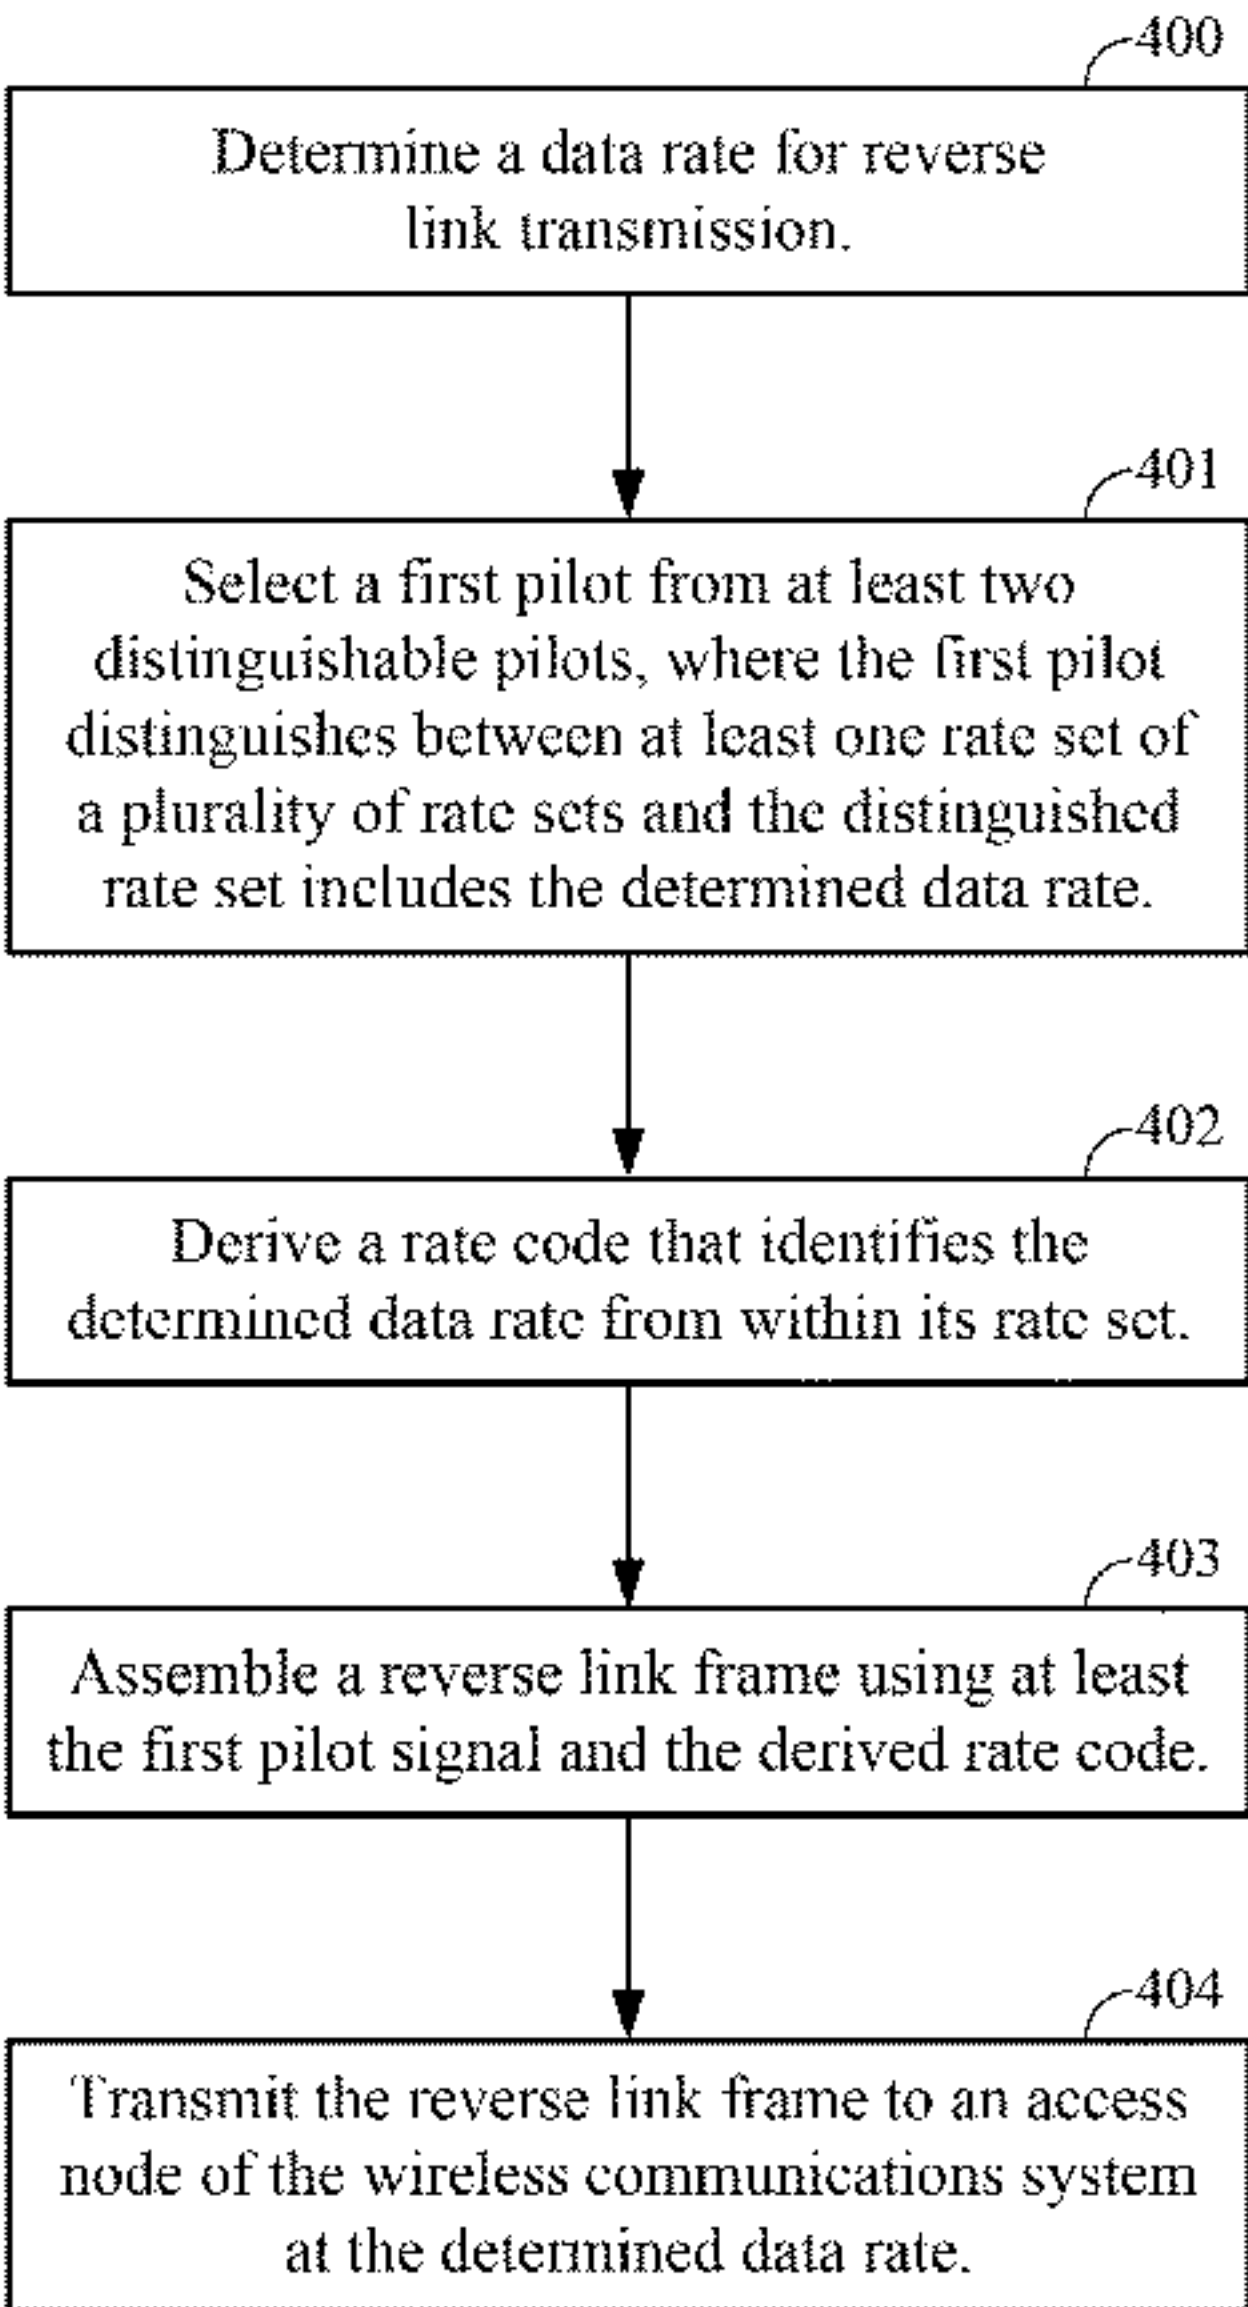 400
Determine a data rate for reverse
link transmission.
401
Select a first pilot from at least two
distinguishable pilots, where the first pilot
distinguishes between at least one rate set of
a plurality of rate sets and the distinguished
rate set includes the determined data rate.
402
Derive a rate code that identifies the
determined data rate from within its rate set.
403
Assemble a reverse link frame using at least
the first pilot signal and the derived rate code.
404
Transmit the reverse link frame to an access
node of the wireless communications system
at the determined data rate.